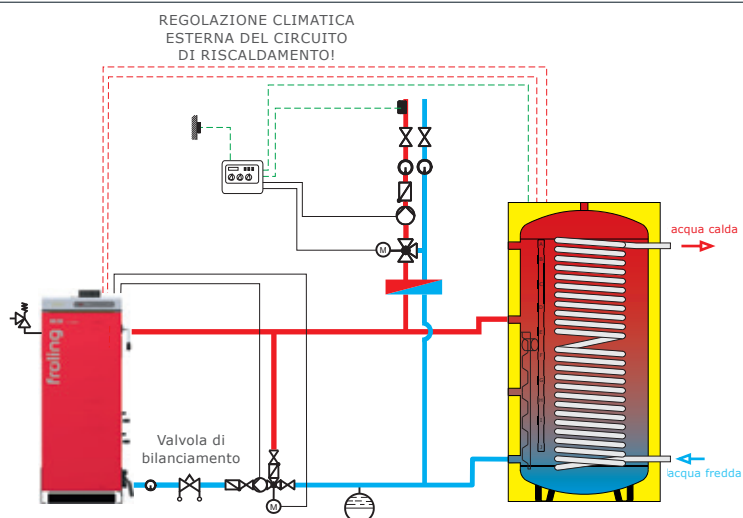 REGOLAZIONE CLIMATICA
ESTERNA DEL CIRCUITO
DI RISCALDAMENTO!
acqua calda
M
froling
Valvola di
bilanciamento
acqua fredda
M